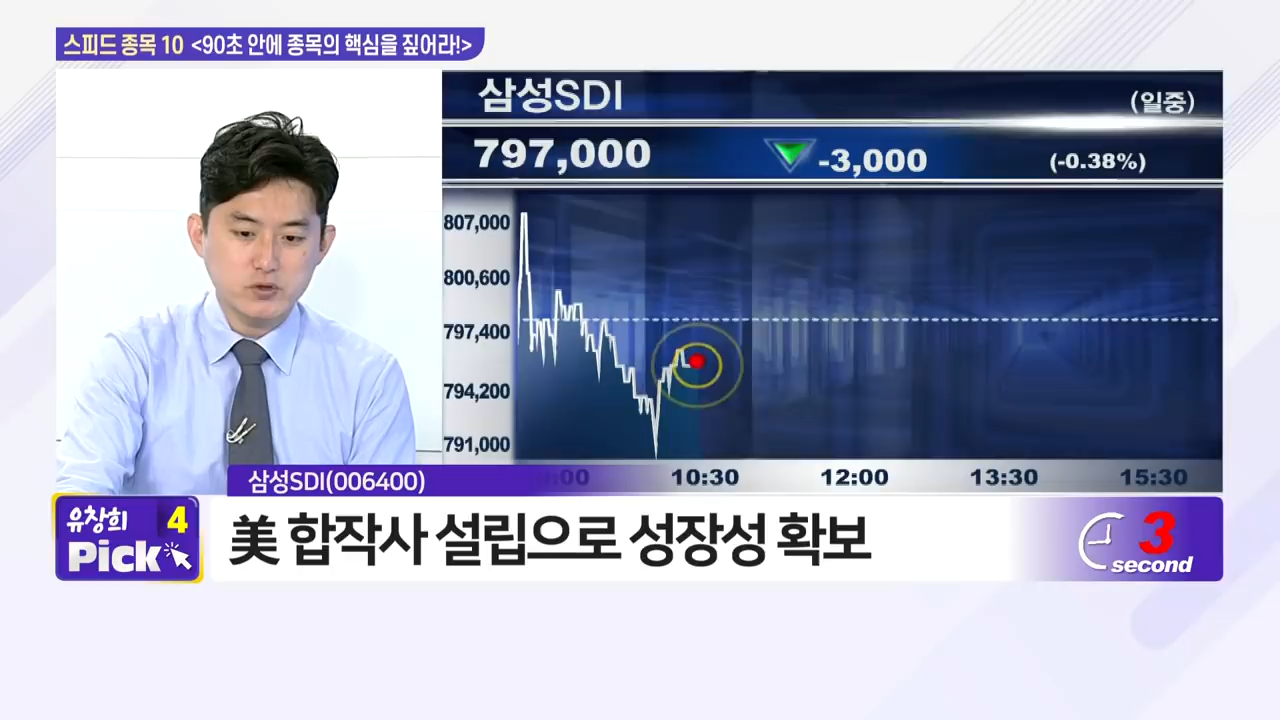 스피드 종목 10 <90초 안에 종목의 핵심을 짚어라!>
삼성SDI
(일중)
797,000
-3,000
(-0.38%)
807,000
800,600
797,400
794,200
791,000
10:30
12:00
13:30
15:30
삼성SDI(006400)
유창희
4
Pick
美 합작사 설립으로 성장성 확보
3
second